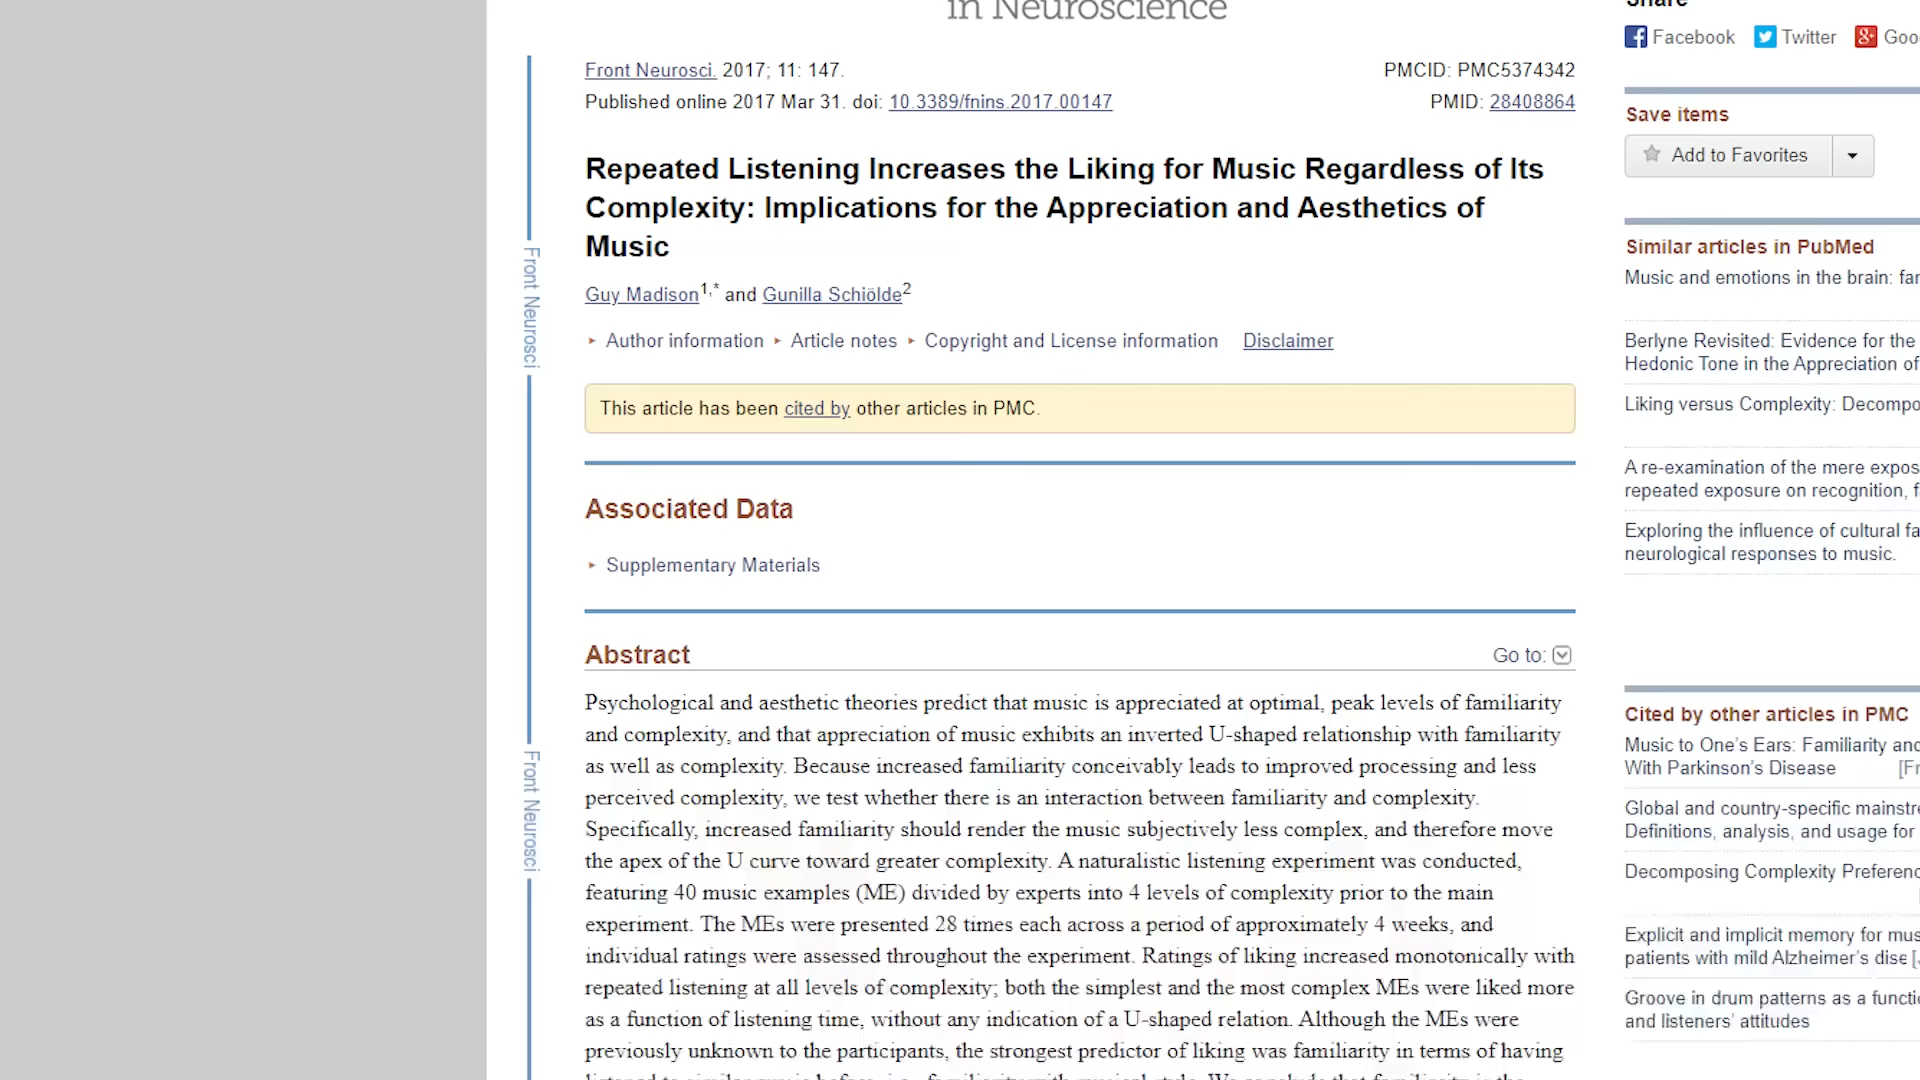 in Neuroscience
Share
Facebook Twitter
Front Neurosci. 2017; 11: 147. PMCID: PMC5374342
Published online 2017 Mar 31. doi: 10.3389/fnins.2017.00147 PMID: 28408864
Repeated Listening Increases the Liking for Music Regardless of Its
Complexity: Implications for the Appreciation and Aesthetics of
Music
Guy Madison1,* and Gunilla Schiölde2
▸ Author information ▸ Article notes ▸ Copyright and License information Disclaimer
This article has been cited by other articles in PMC.
Associated Data
▸ Supplementary Materials
Abstract Go to:
Psychological and aesthetic theories predict that music is appreciated at optimal, peak levels of familiarity
and complexity, and that appreciation of music exhibits an inverted U-shaped relationship with familiarity
as well as complexity. Because increased familiarity conceivably leads to improved processing and less
perceived complexity, we test whether there is an interaction between familiarity and complexity.
Specifically, increased familiarity should render the music subjectively less complex, and therefore move
the apex of the U curve toward greater complexity. A naturalistic listening experiment was conducted,
featuring 40 music examples (ME) divided by experts into 4 levels of complexity prior to the main
experiment. The MEs were presented 28 times each across a period of approximately 4 weeks, and
individual ratings were assessed throughout the experiment. Ratings of liking increased monotonically with
repeated listening at all levels of complexity; both the simplest and the most complex MEs were liked more
as a function of listening time, without any indication of a U-shaped relation. Although the MEs were
previously unknown to the participants, the strongest predictor of liking was familiarity in terms of having
Front Neurosci
Front Neurosci
Save items
Add to Favorites
Similar articles in PubMed
Music and emotions in the brain:
Berlyne Revisited: Evidence for the
Hedonic Tone in the Appreciation of
Liking versus Complexity:
A re-examination of the mere
repeated exposure on recognition,
Exploring the influence of cultural
neurological responses to music.
Cited by other articles in PMC
Music to One's Ears: Familiarity
With Parkinson's Disease
Global and country-specific
Definitions, analysis, and usage for
Decomposing Complexity
Explicit and implicit memory for
patients with mild Alzheimer's
Groove in drum patterns as a
and listeners' attitudes